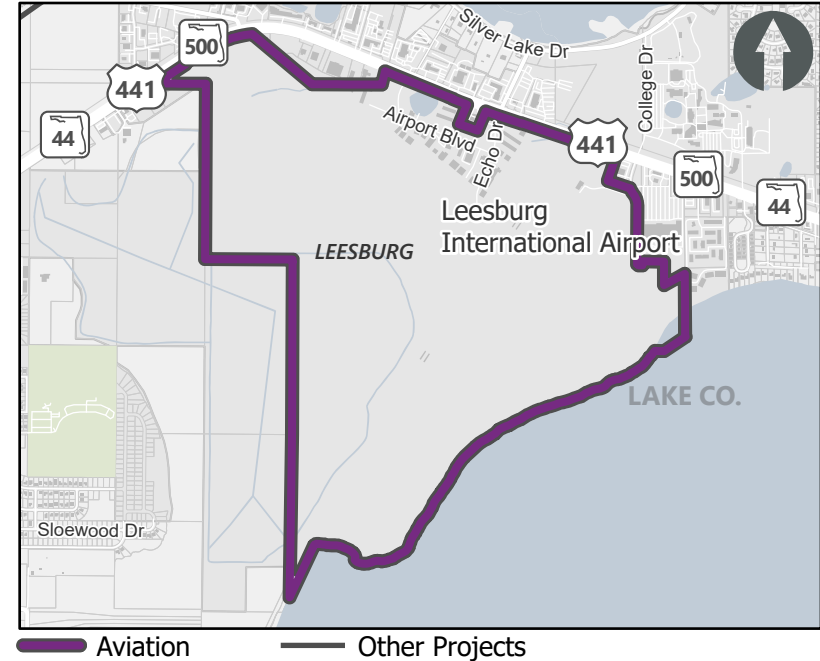 Silver Lake Dr
500
441
44
College Dr
Airport Blvd
Echo Dr
441
500
44
Leesburg
International Airport
LEESBURG
LAKE CO.
Sloewood Dr
Aviation
Other Projects